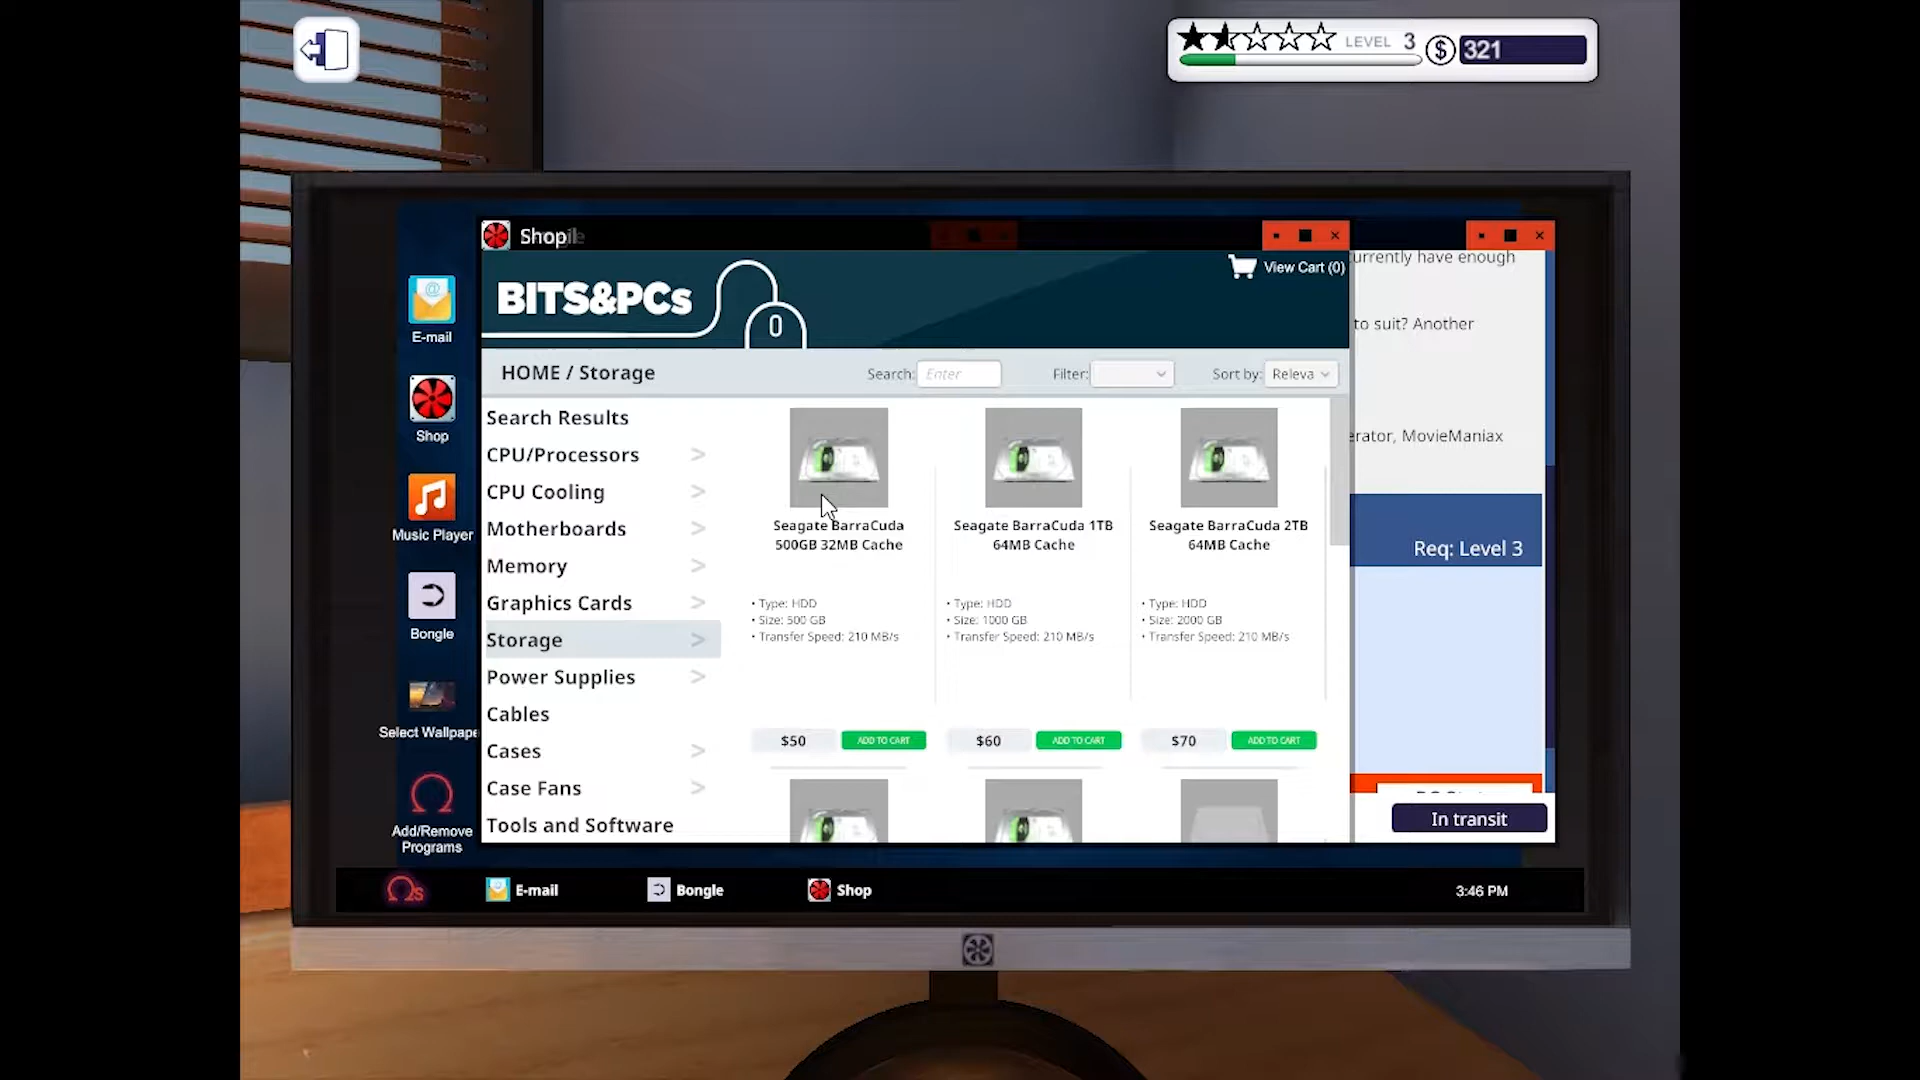 LEVEL 3
$ 321
Shop
View Cart (0)
BITS&PCs
HOME / Storage
Search: Enter
Filter:
Sort by: Releva
Search Results
CPU/Processors >
CPU Cooling >
Motherboards >
Memory >
Graphics Cards >
Storage >
Power Supplies >
Cables
Cases >
Case Fans >
Tools and Software
Seagate BarraCuda
500GB 32MB Cache
• Type: HDD
• Size: 500 GB
• Transfer Speed: 210 MB/s
$50 ADD TO CART
Seagate BarraCuda 1TB
64MB Cache
• Type: HDD
• Size: 1000 GB
• Transfer Speed: 210 MB/s
$60 ADD TO CART
Seagate BarraCuda 2TB
64MB Cache
• Type: HDD
• Size: 2000 GB
• Transfer Speed: 210 MB/s
$70 ADD TO CART
urrently have enough
to suit? Another
erator, MovieManiax
Req: Level 3
In transit
E-mail
Shop
Music Player
Bongle
Select Wallpape
Add/Remove
Programs
Ωs
E-mail
Bongle
Shop
3:46 PM